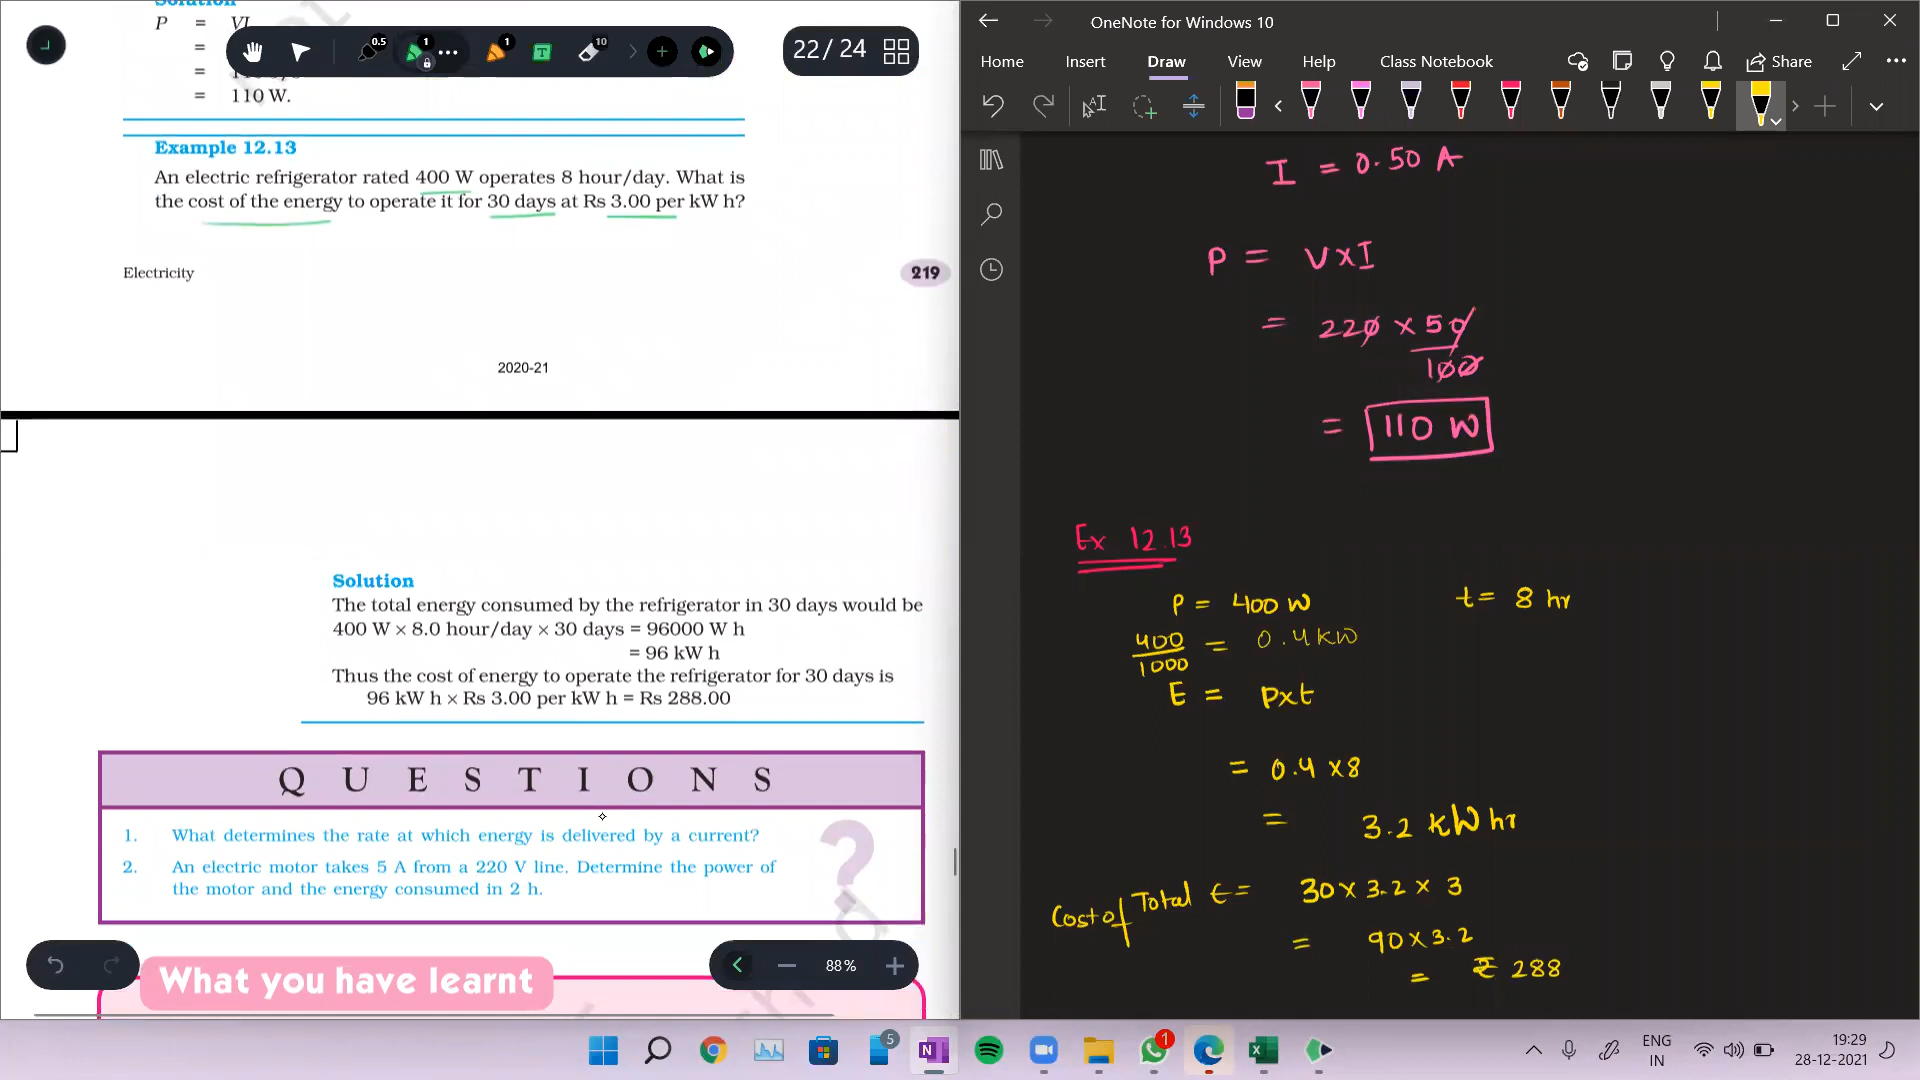 Solution
P = VI
=
=
= 110 W.
Example 12.13
An electric refrigerator rated 400 W operates 8 hour/day. What is
the cost of the energy to operate it for 30 days at Rs 3.00 per kW h?
Electricity
219
2020-21
Solution
The total energy consumed by the refrigerator in 30 days would be
400 W × 8.0 hour/day × 30 days = 96000 W h
= 96 kW h
Thus the cost of energy to operate the refrigerator for 30 days is
96 kW h × Rs 3.00 per kW h = Rs 288.00
QUESTIONS
1. What determines the rate at which energy is delivered by a current?
2. An electric motor takes 5 A from a 220 V line. Determine the power of
the motor and the energy consumed in 2 h.
?
What you have learnt
0.5
1
1
10
22/24
88%
OneNote for Windows 10
Home Insert Draw View Help Class Notebook Share
I = 0.50 A
P = V×I
= 220 × 50
100
= 110 W
Ex 12.13
P = 400 W t = 8 hr
400 = 0.4 KW
1000
E = P×t
= 0.4 × 8
= 3.2 kW hr
Cost of Total E = 30 × 3.2 × 3
= 90 × 3.2
= ₹ 288
5
1
ENG
IN
19:29
28-12-2021